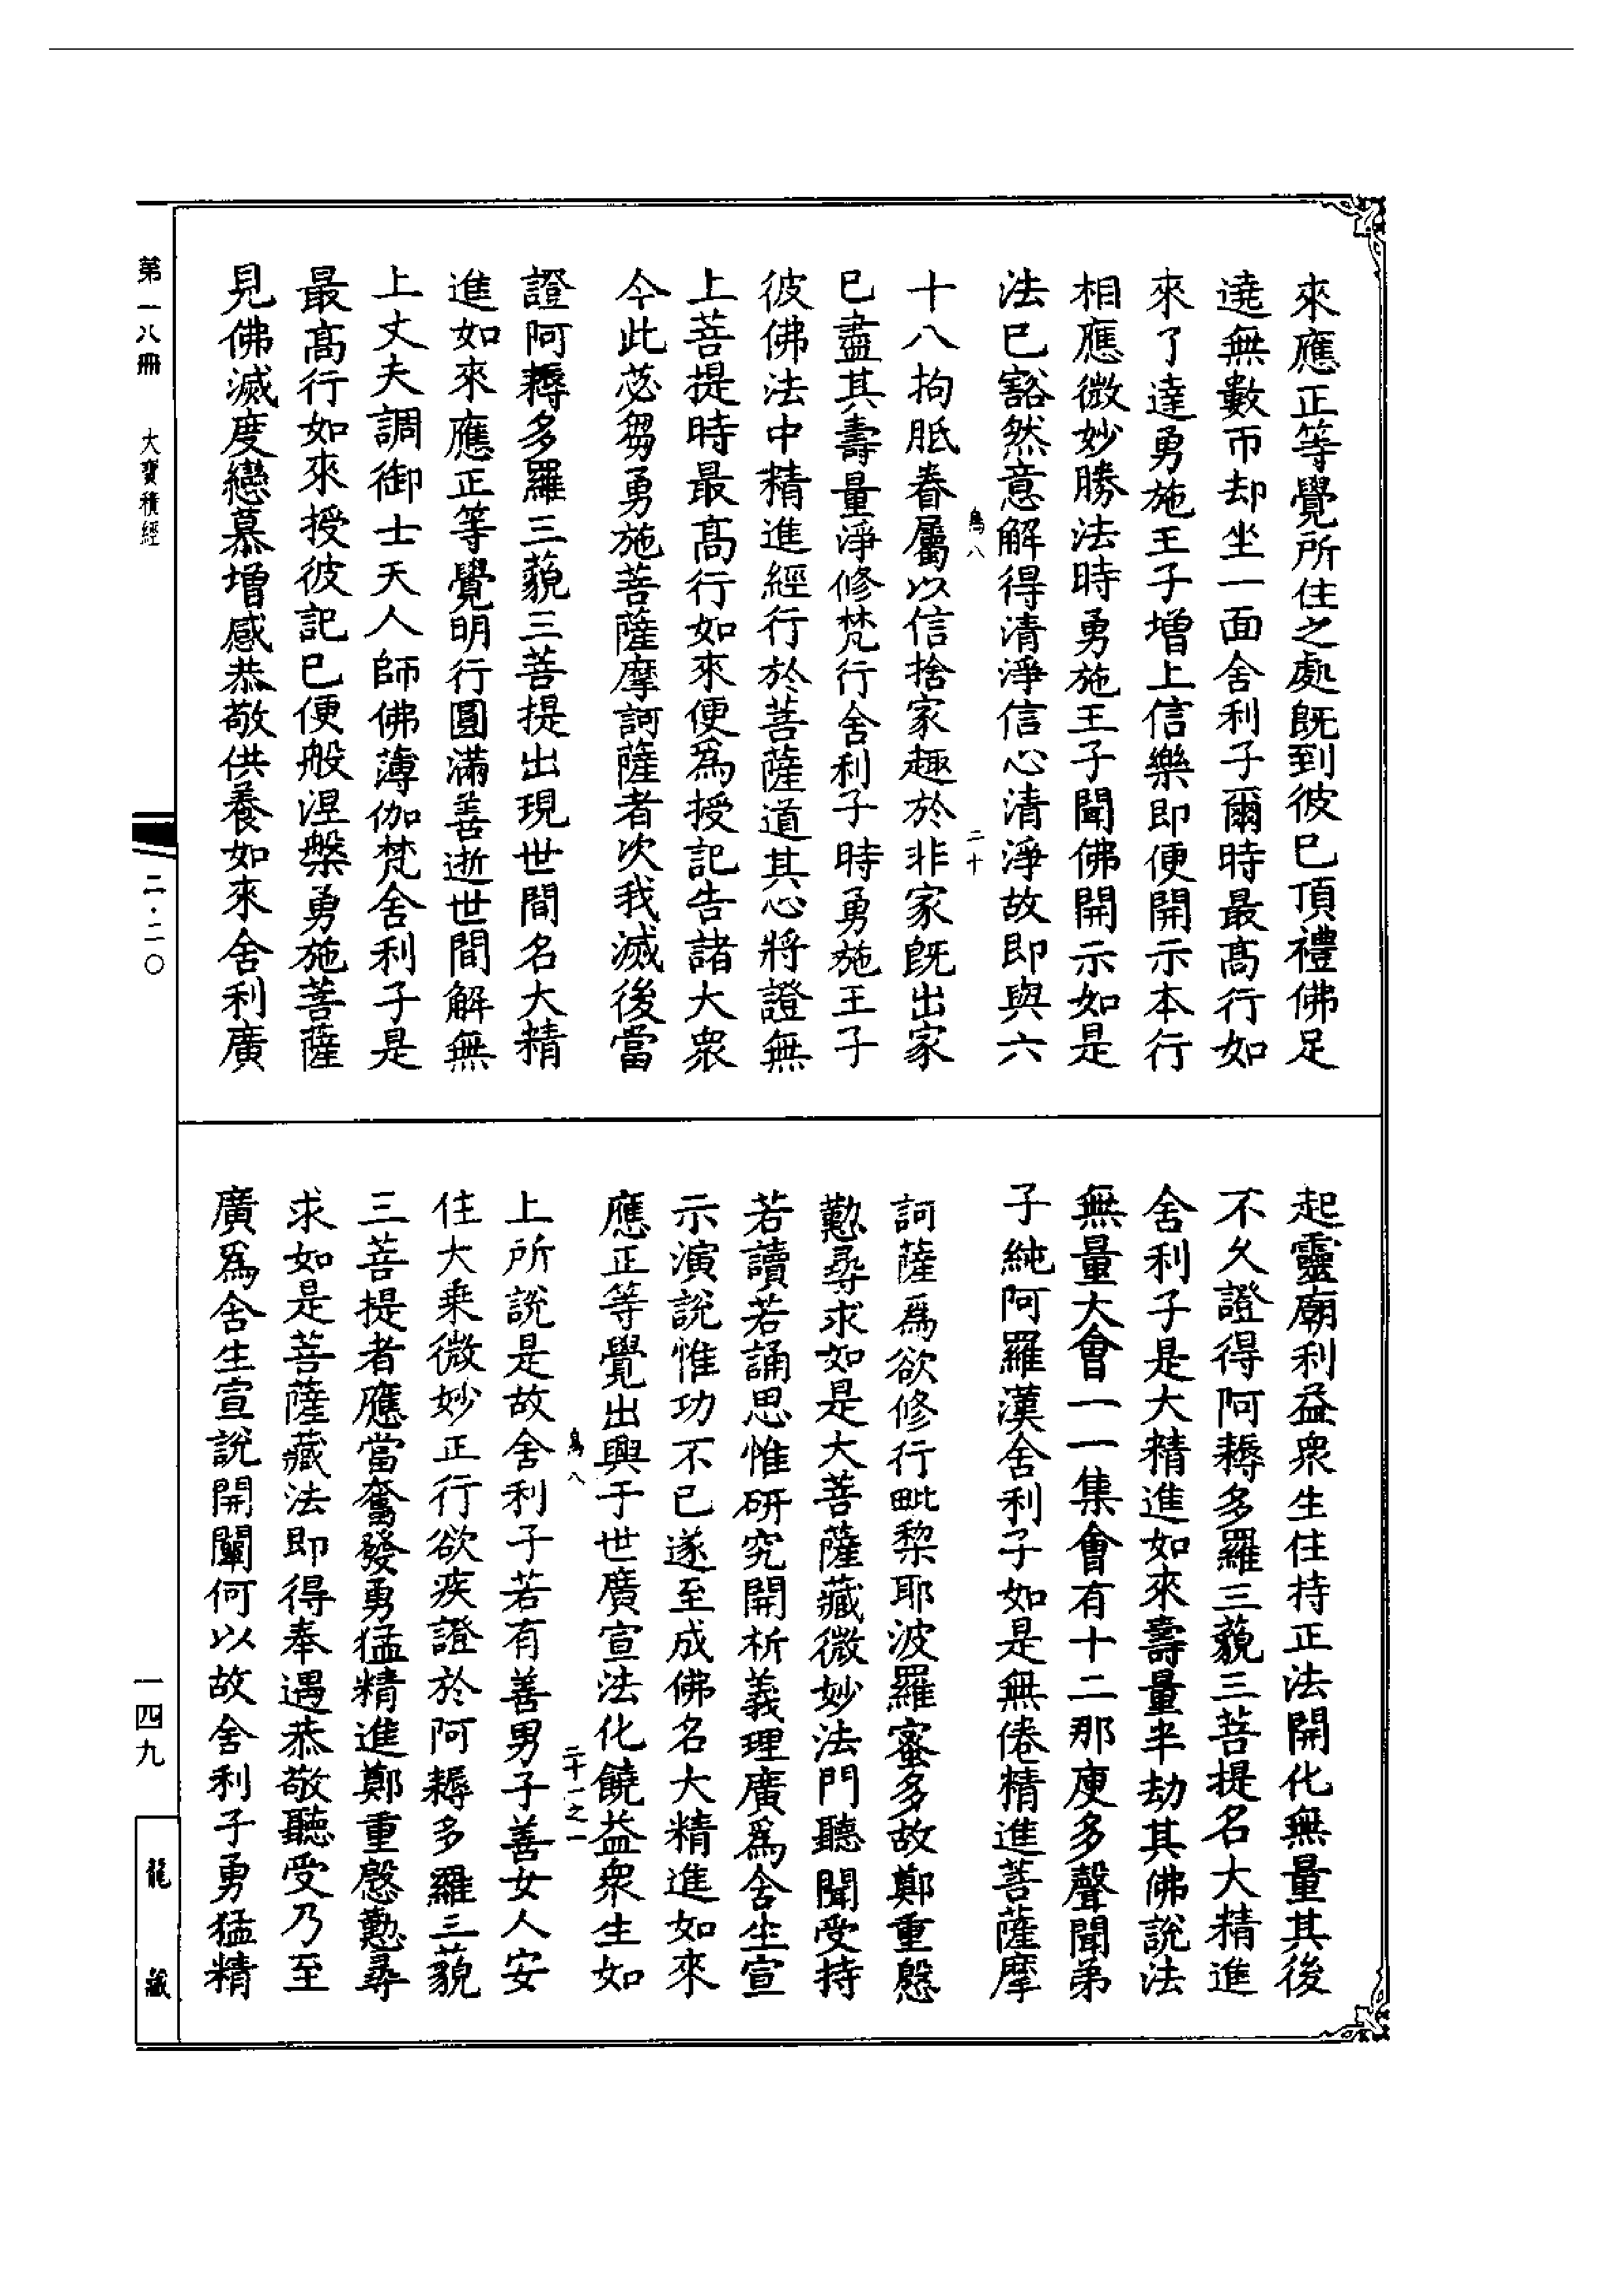 來應正等覺所住之處既到彼已頂禮佛足
遶無數帀却坐一面舍利子爾時最高行如
來了達勇施王子增上信樂即便開示本行
相應微妙勝法時勇施王子聞佛開示如是
法已豁然意解得清淨信心清淨故即與六
鳥八 二十
十八拘胝眷屬以信捨家趣於非家既出家
已盡其壽量淨修梵行舍利子時勇施王子
彼佛法中精進經行於菩薩道其心將證無
上菩提時最高行如來便為授記告諸大眾
今此苾芻勇施菩薩摩訶薩者次我滅後當
證阿耨多羅三藐三菩提出現世間名大精
進如來應正等覺明行圓滿善逝世間解無
上丈夫調御士天人師佛薄伽梵舍利子是
最高行如來授彼記已便般涅槃勇施菩薩
見佛滅度戀慕增感恭敬供養如來舍利廣
起靈廟利益眾生住持正法開化無量其後
不久證得阿耨多羅三藐三菩提名大精進
舍利子是大精進如來壽量半劫其佛說法
無量大會一一集會有十二那庾多聲聞弟
子純阿羅漢舍利子如是無倦精進菩薩摩
訶薩為欲修行毗棃耶波羅蜜多故鄭重慇
懃尋求如是大菩薩藏微妙法門聽聞受持
若讀若誦思惟研究開析義理廣為舍生宣
示演說惟功不已遂至成佛名大精進如來
應正等覺出興于世廣宣法化饒益眾生如
鳥八 二十一之一
上所說是故舍利子若有善男子善女人安
住大乘微妙正行欲疾證於阿耨多羅三藐
三菩提者應當奮發勇猛精進鄭重慇懃尋
求如是菩薩藏法即得奉遇恭敬聽受乃至
廣為含生宣說開闡何以故舍利子勇猛精
第一八冊 大寶積經 二·二〇 一四九 龍藏